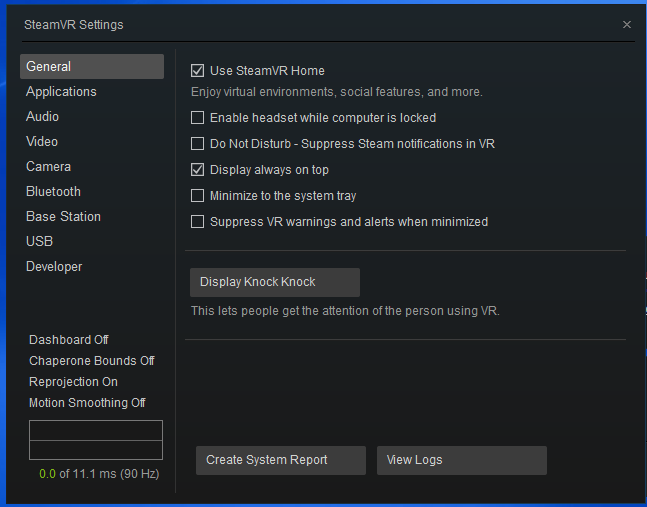 SteamVR Settings
General
Applications
Audio
Video
Camera
Bluetooth
Base Station
USB
Developer
Dashboard Off
Chaperone Bounds Off
Reprojection On
Motion Smoothing Off
0.0 of 11.1 ms (90 Hz)
Use SteamVR Home
Enjoy virtual environments, social features, and more.
Enable headset while computer is locked
Do Not Disturb - Suppress Steam notifications in VR
Display always on top
Minimize to the system tray
Suppress VR warnings and alerts when minimized
Display Knock Knock
This lets people get the attention of the person using VR.
Create System Report
View Logs